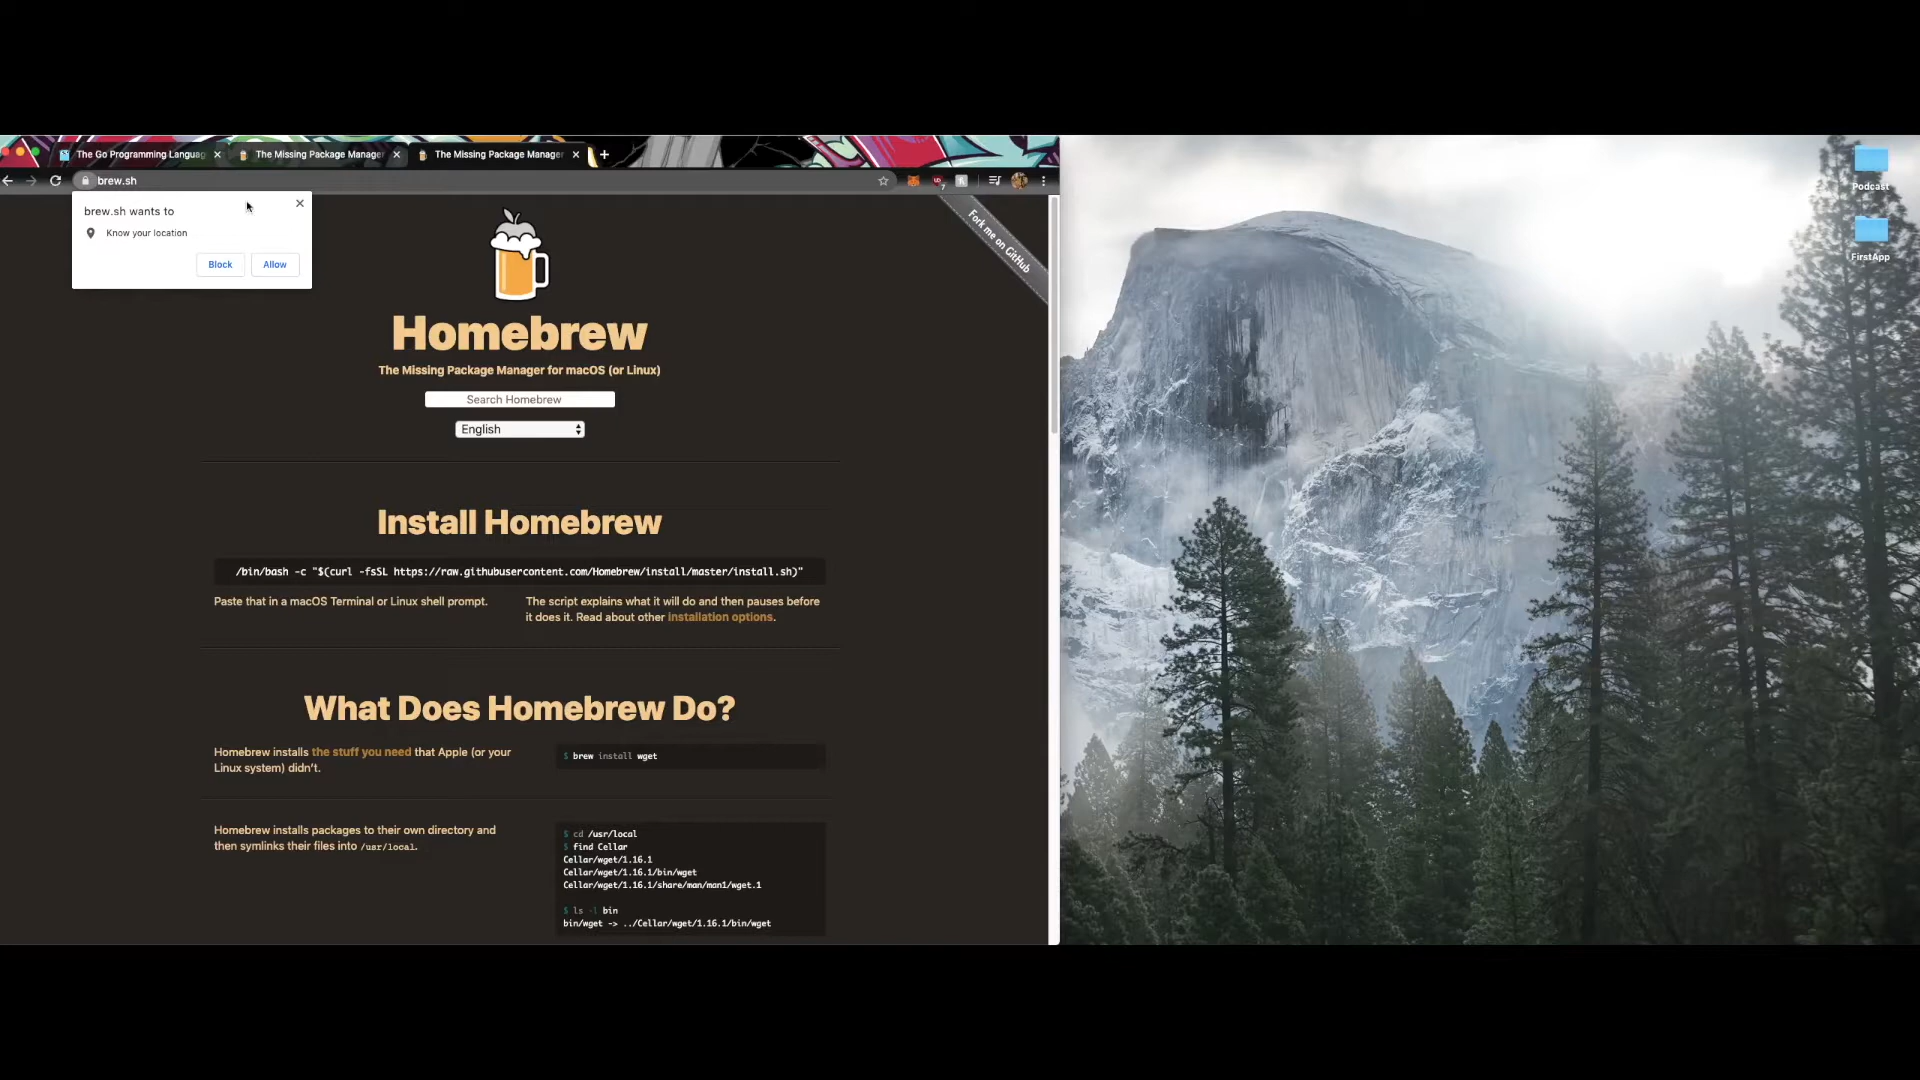 The Go Programming Languag
The Missing Package Manager
The Missing Package Manager
brew.sh
7
brew.sh wants to
Know your location
Block
Allow
Fork me on GitHub
Homebrew
The Missing Package Manager for macOS (or Linux)
Search Homebrew
English
Install Homebrew
/bin/bash -c "$(curl -fsSL https://raw.githubusercontent.com/Homebrew/install/master/install.sh)"
Paste that in a macOS Terminal or Linux shell prompt.
The script explains what it will do and then pauses before
it does it. Read about other installation options.
What Does Homebrew Do?
Homebrew installs the stuff you need that Apple (or your
Linux system) didn’t.
$ brew install wget
Homebrew installs packages to their own directory and
then symlinks their files into /usr/local.
$ cd /usr/local
$ find Cellar
Cellar/wget/1.16.1
Cellar/wget/1.16.1/bin/wget
Cellar/wget/1.16.1/share/man/man1/wget.1
$ ls -l bin
bin/wget -> ../Cellar/wget/1.16.1/bin/wget
Podcast
FirstApp